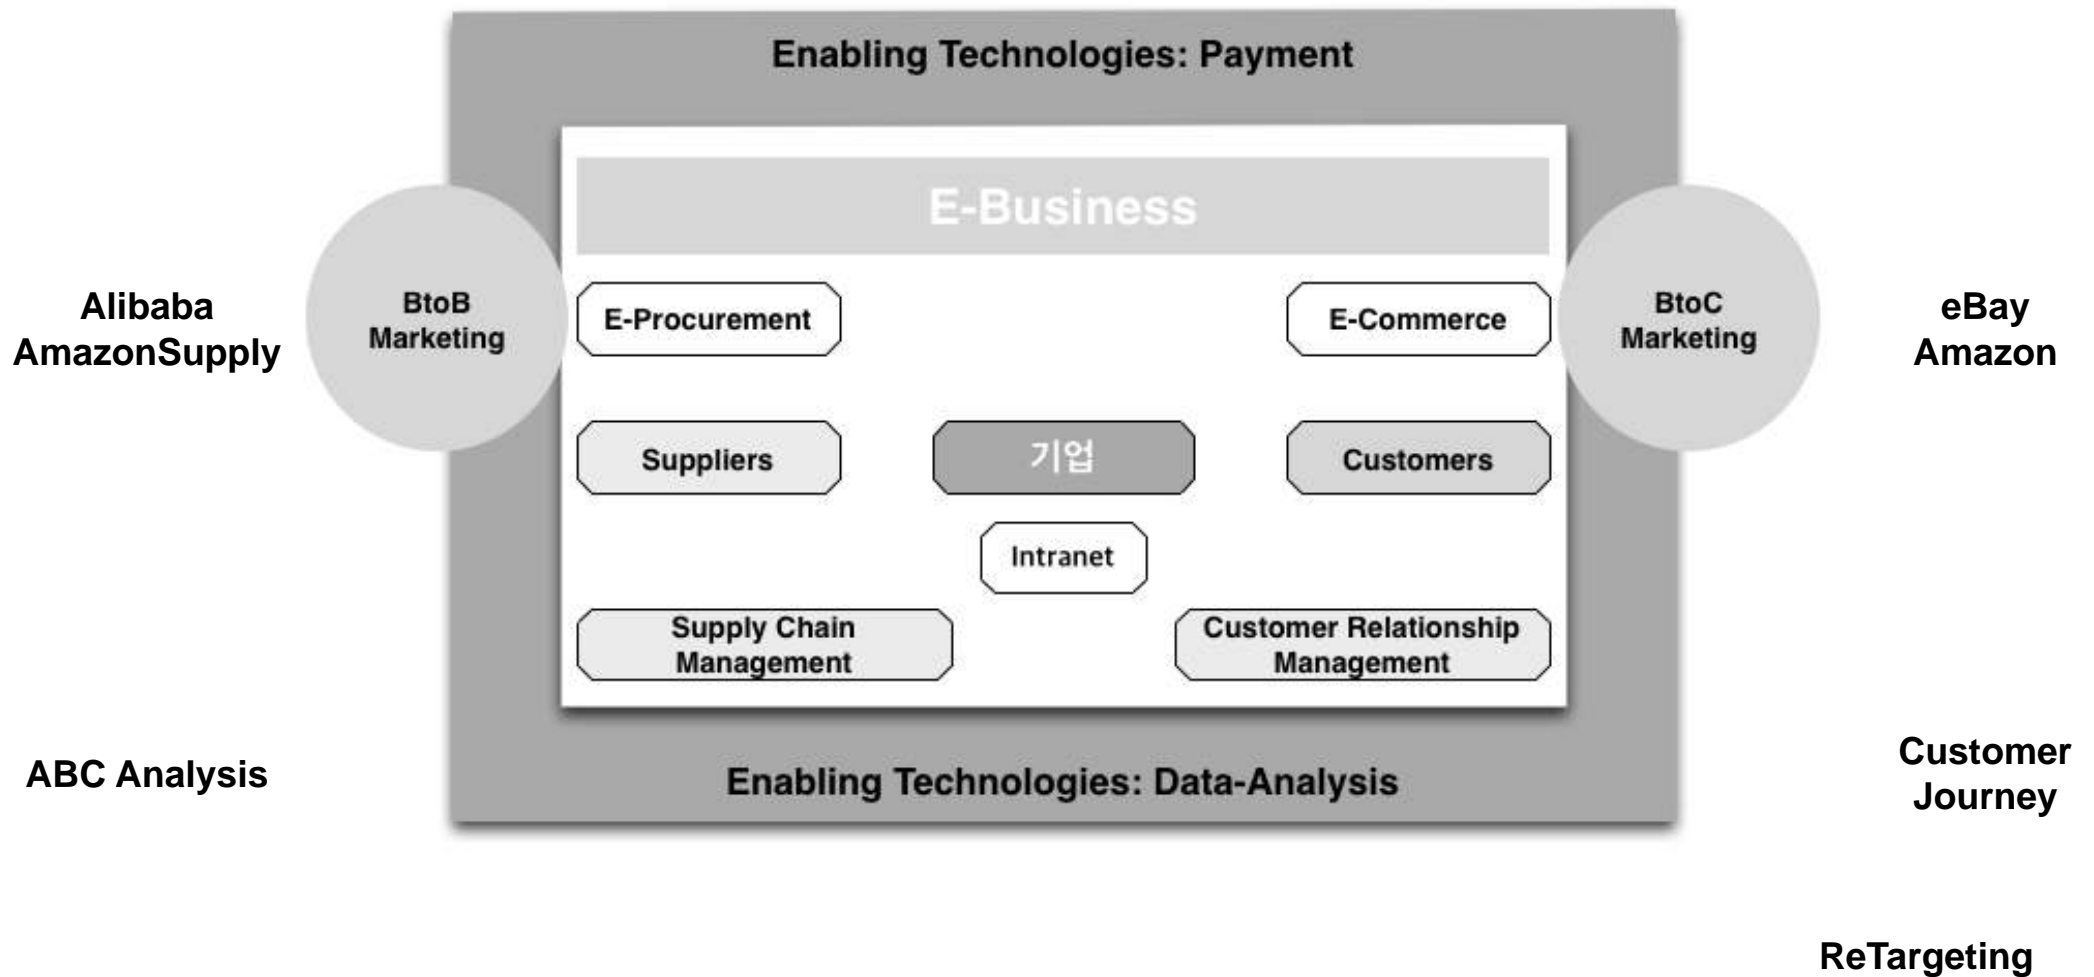 Enabling Technologies: Payment
E-Business
Alibaba
AmazonSupply
BtoB
Marketing
E-Procurement
E-Commerce
BtoC
Marketing
eBay
Amazon
Suppliers
기업
Customers
Intranet
Supply Chain
Management
Customer Relationship
Management
ABC Analysis
Enabling Technologies: Data-Analysis
Customer
Journey
ReTargeting